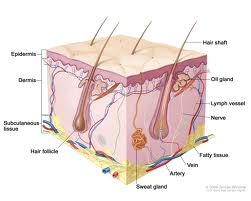 Hair shaft
Epidermis
Dermis
Oil gland
Lymph vessel
Nerve
Subcutaneous
tissue
Hair follicle
Fatty tissue
Vein
Artery
Sweat gland